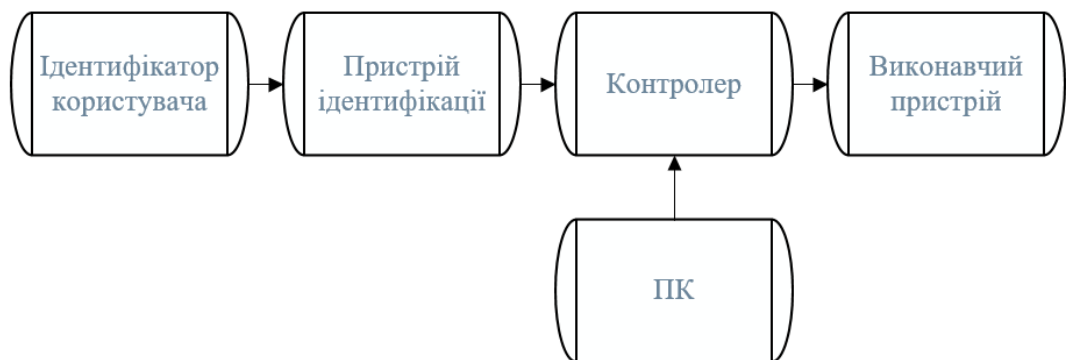 Ідентифікатор
користувача
Пристрій
ідентифікації
Контролер
Виконавчий
пристрій
ПК